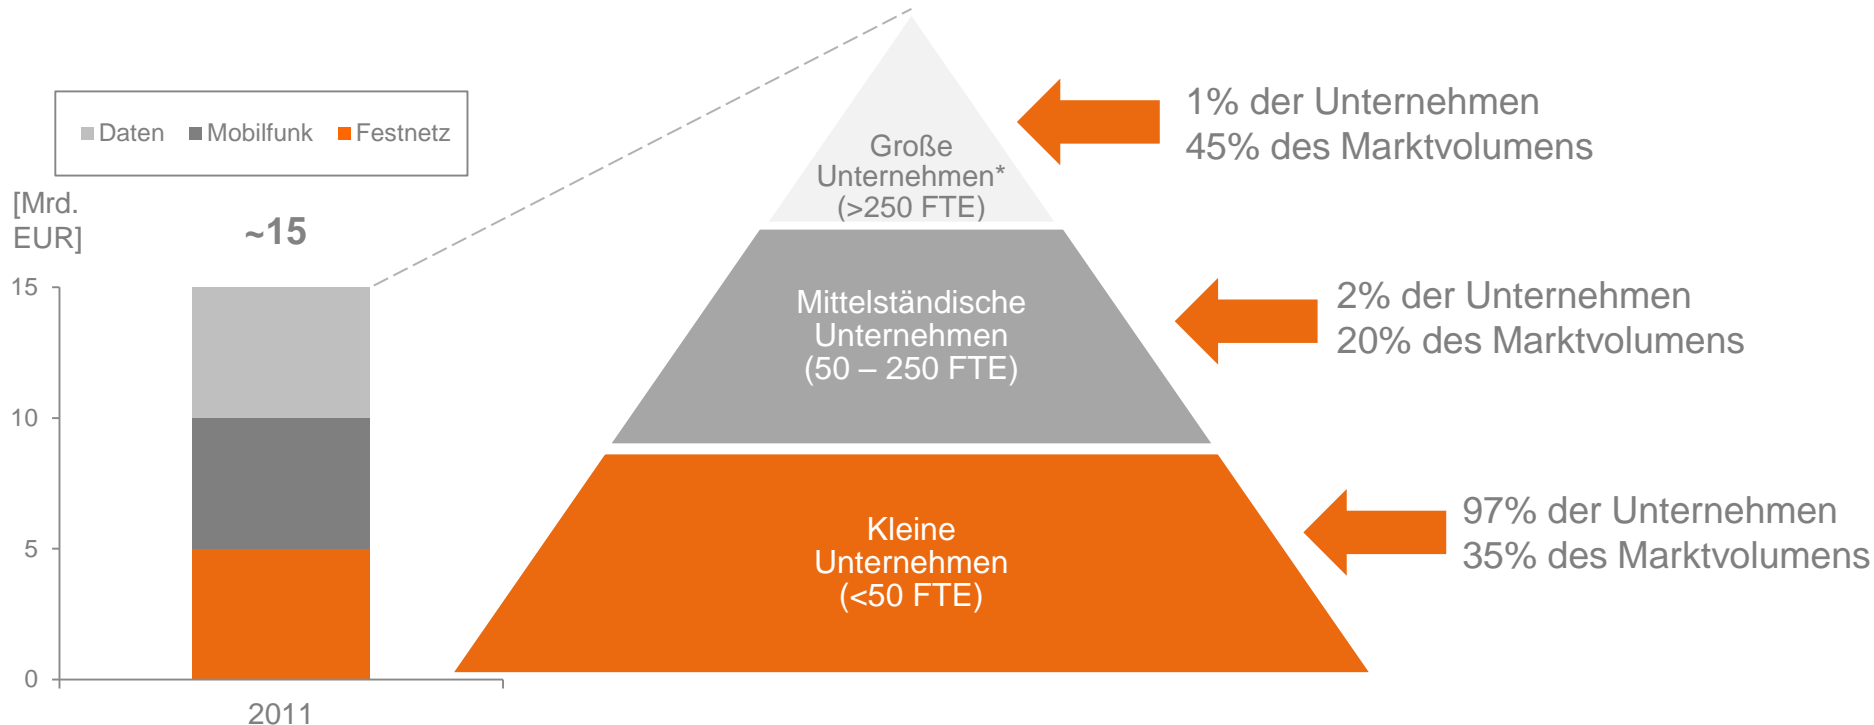 Daten Mobilfunk Festnetz
[Mrd.
EUR]
~15
15
10
5
0
2011
Große
Unternehmen*
(>250 FTE)
1% der Unternehmen
45% des Marktvolumens
Mittelständische
Unternehmen
(50 – 250 FTE)
2% der Unternehmen
20% des Marktvolumens
Kleine
Unternehmen
(<50 FTE)
97% der Unternehmen
35% des Marktvolumens